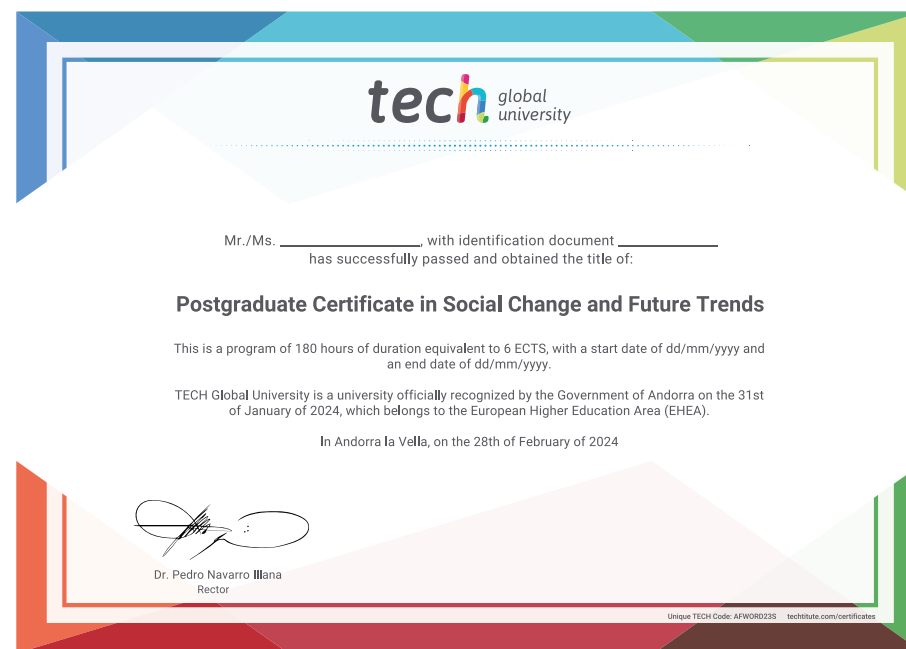 tech global
university
Mr./Ms. ____________________, with identification document ______________
has successfully passed and obtained the title of:
Postgraduate Certificate in Social Change and Future Trends
This is a program of 180 hours of duration equivalent to 6 ECTS, with a start date of dd/mm/yyyy and
an end date of dd/mm/yyyy.
TECH Global University is a university officially recognized by the Government of Andorra on the 31st
of January of 2024, which belongs to the European Higher Education Area (EHEA).
In Andorra la Vella, on the 28th of February of 2024
Dr. Pedro Navarro Illana
Rector
Unique TECH Code: AFWORD23S techtitute.com/certificates